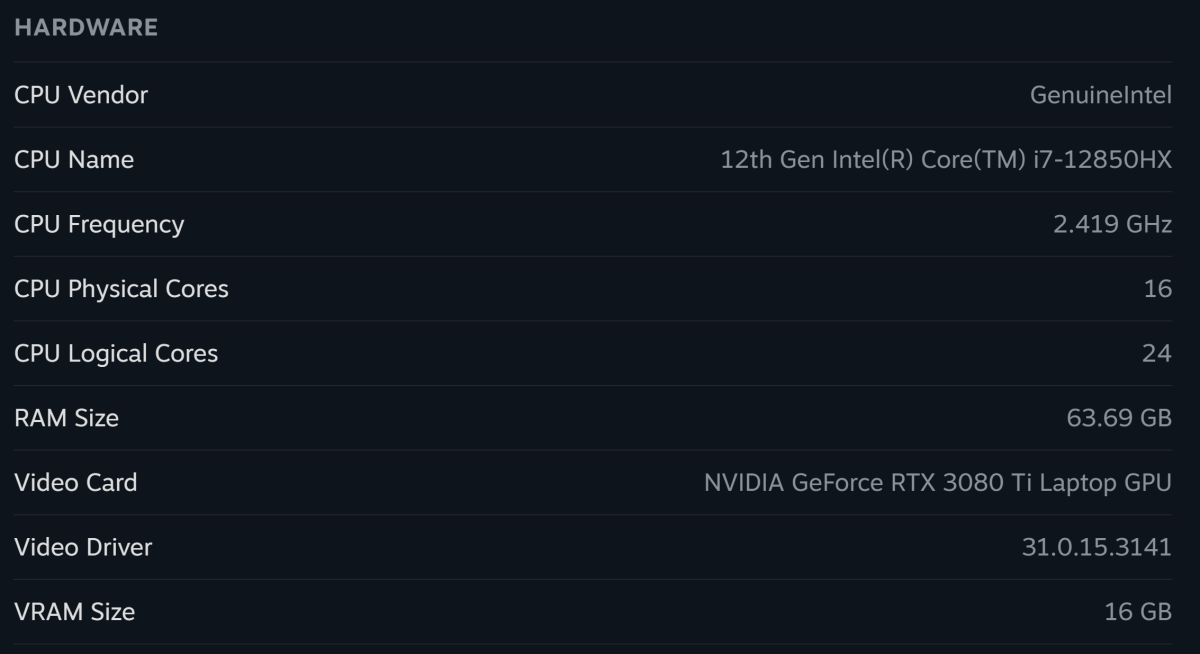 HARDWARE
CPU Vendor GenuineIntel
CPU Name 12th Gen Intel(R) Core(TM) i7-12850HX
CPU Frequency 2.419 GHz
CPU Physical Cores 16
CPU Logical Cores 24
RAM Size 63.69 GB
Video Card NVIDIA GeForce RTX 3080 Ti Laptop GPU
Video Driver 31.0.15.3141
VRAM Size 16 GB